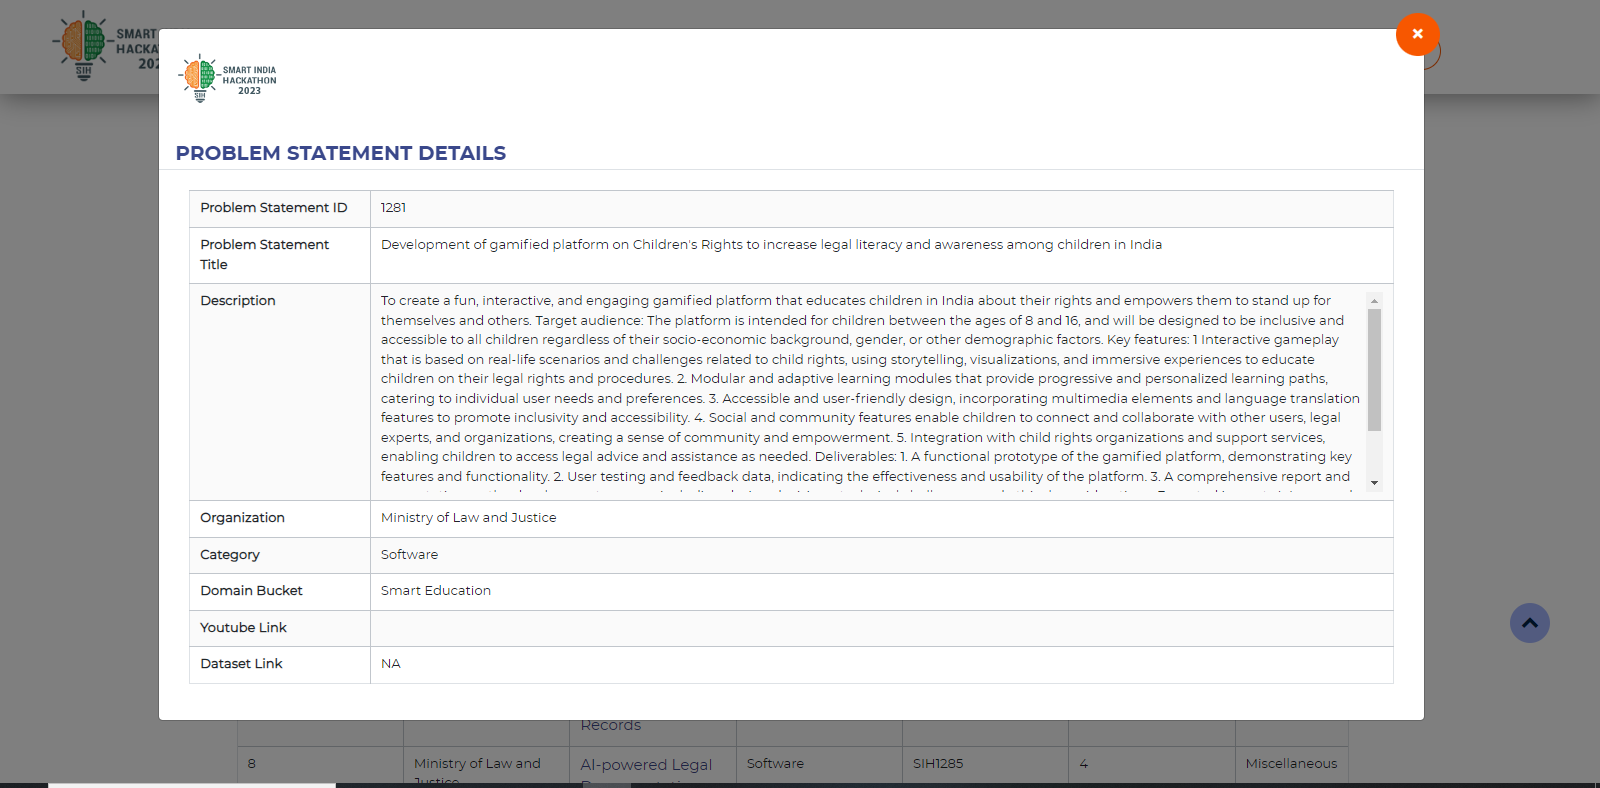 SMART
HACKA
202
SIH
SMART INDIA
HACKATHON
2023
SIH
PROBLEM STATEMENT DETAILS
Problem Statement ID 1281
Problem Statement Title Development of gamified platform on Children's Rights to increase legal literacy and awareness among children in India
Description To create a fun, interactive, and engaging gamified platform that educates children in India about their rights and empowers them to stand up for
themselves and others. Target audience: The platform is intended for children between the ages of 8 and 16, and will be designed to be inclusive and
accessible to all children regardless of their socio-economic background, gender, or other demographic factors. Key features: 1 Interactive gameplay
that is based on real-life scenarios and challenges related to child rights, using storytelling, visualizations, and immersive experiences to educate
children on their legal rights and procedures. 2. Modular and adaptive learning modules that provide progressive and personalized learning paths,
catering to individual user needs and preferences. 3. Accessible and user-friendly design, incorporating multimedia elements and language translation
features to promote inclusivity and accessibility. 4. Social and community features enable children to connect and collaborate with other users, legal
experts, and organizations, creating a sense of community and empowerment. 5. Integration with child rights organizations and support services,
enabling children to access legal advice and assistance as needed. Deliverables: 1. A functional prototype of the gamified platform, demonstrating key
features and functionality. 2. User testing and feedback data, indicating the effectiveness and usability of the platform. 3. A comprehensive report and
Organization Ministry of Law and Justice
Category Software
Domain Bucket Smart Education
Youtube Link
Dataset Link NA
Records
8 Ministry of Law and AI-powered Legal Software SIH1285 4 Miscellaneous
Justice